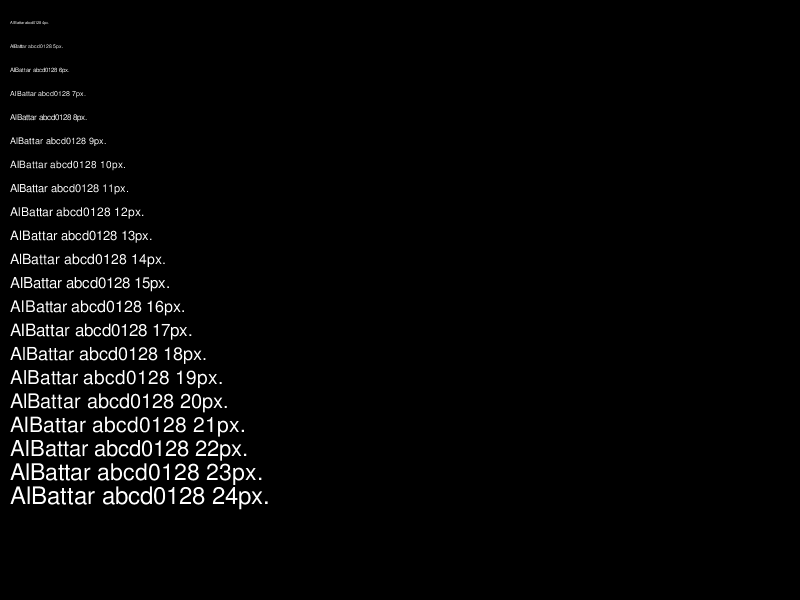 AlBattar abcd0128 4px.
AlBattar abcd0128 5px.
AlBattar abcd0128 6px.
AlBattar abcd0128 7px.
AlBattar abcd0128 8px.
AlBattar abcd0128 9px.
AlBattar abcd0128 10px.
AlBattar abcd0128 11px.
AlBattar abcd0128 12px.
AlBattar abcd0128 13px.
AlBattar abcd0128 14px.
AlBattar abcd0128 15px.
AlBattar abcd0128 16px.
AlBattar abcd0128 17px.
AlBattar abcd0128 18px.
AlBattar abcd0128 19px.
AlBattar abcd0128 20px.
AlBattar abcd0128 21px.
AlBattar abcd0128 22px.
AlBattar abcd0128 23px.
AlBattar abcd0128 24px.